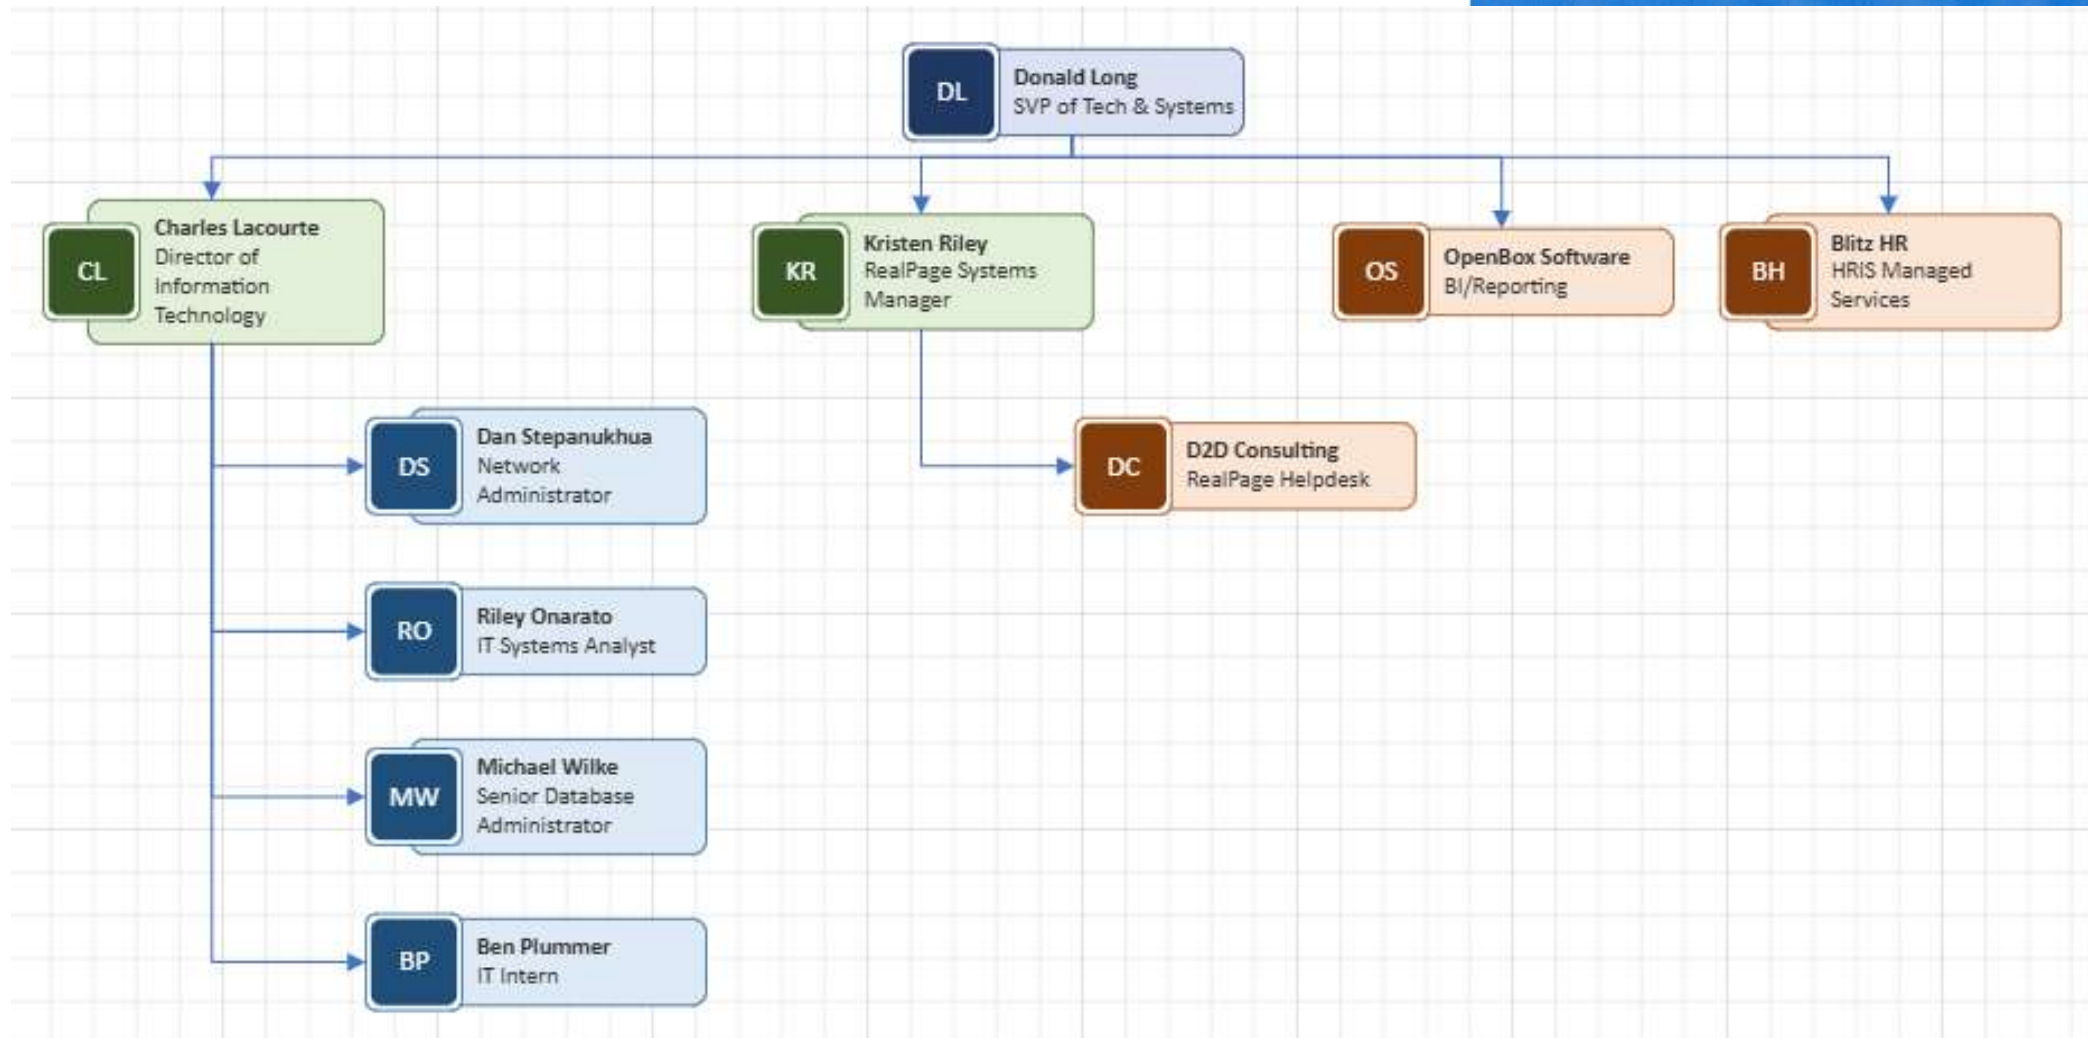 DL
Donald Long
SVP of Tech & Systems
CL
Charles Lacourte
Director of
Information
Technology
KR
Kristen Riley
RealPage Systems
Manager
OS
OpenBox Software
BI/Reporting
BH
Blitz HR
HRIS Managed
Services
DS
Dan Stepanukhua
Network
Administrator
DC
D2D Consulting
RealPage Helpdesk
RO
Riley Onarato
IT Systems Analyst
MW
Michael Wilke
Senior Database
Administrator
BP
Ben Plummer
IT Intern